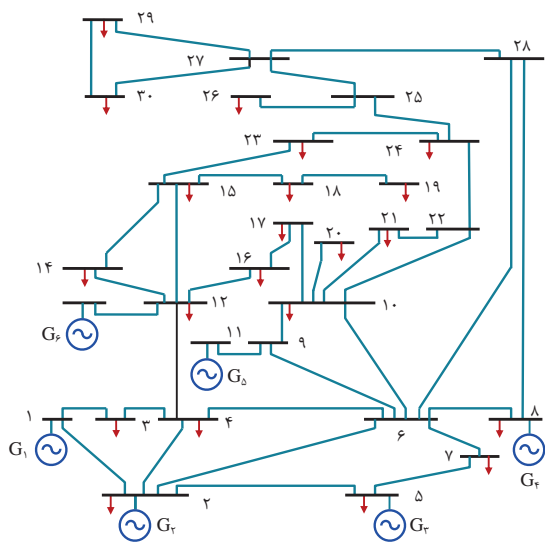 ۲۹
۲۷ ۲۸
۳۰ ۲۶ ۲۵
۲۳ ۲۴
۱۵ ۱۸ ۱۹
۱۷ ۲۰ ۲۱ ۲۲
۱۴ ۱۶
۱۲ ۱۰
G۶ ۱۱ ۹
G۵
۱ ۳ ۴ ۶ ۸
G۱ ۷ G۴
۲ ۵
G۲ G۳